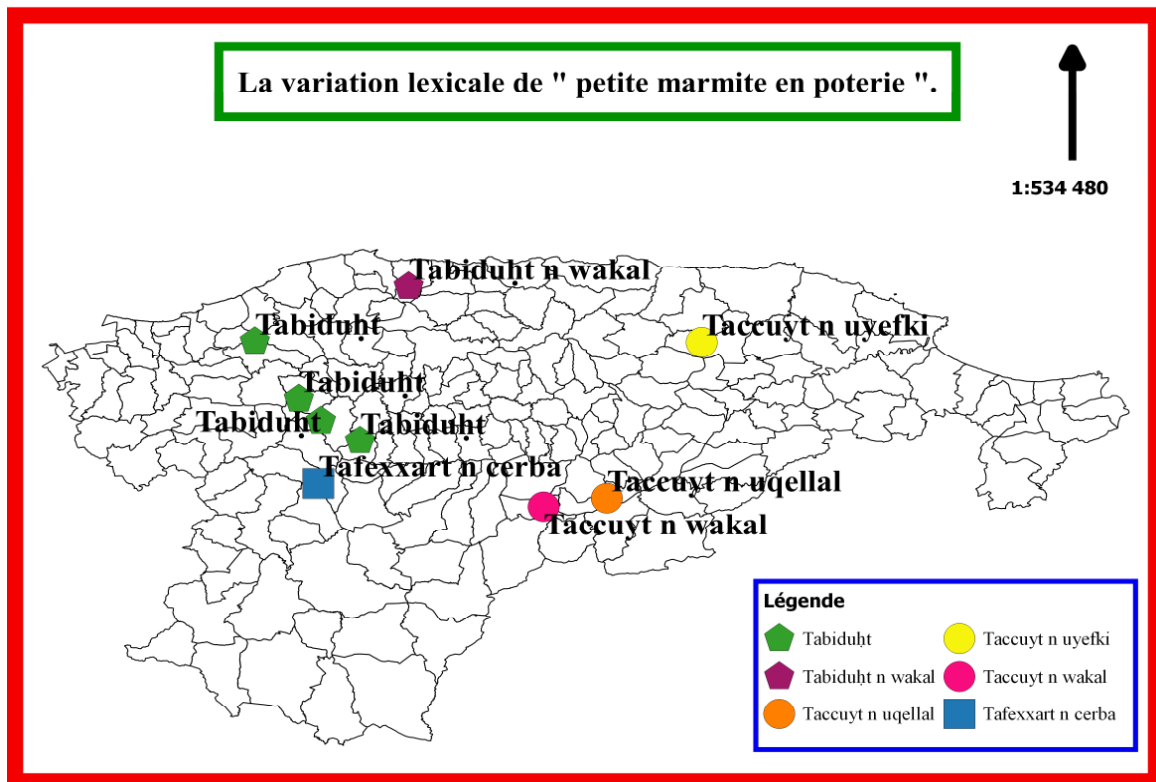 La variation lexicale de " petite marmite en poterie ".
1:534 480
Tabiduḥt n wakal
Tabiduḥt
Taccuyt n uyefki
Tabiduḥt
Tabiduḥt
Tabiduḥt
Tafexxart n cerba
Taccuyt n uqellal
Taccuyt n wakal
Légende
Tabiduḥt
Taccuyt n uyefki
Tabiduḥt n wakal
Taccuyt n wakal
Taccuyt n uqellal
Tafexxart n cerba